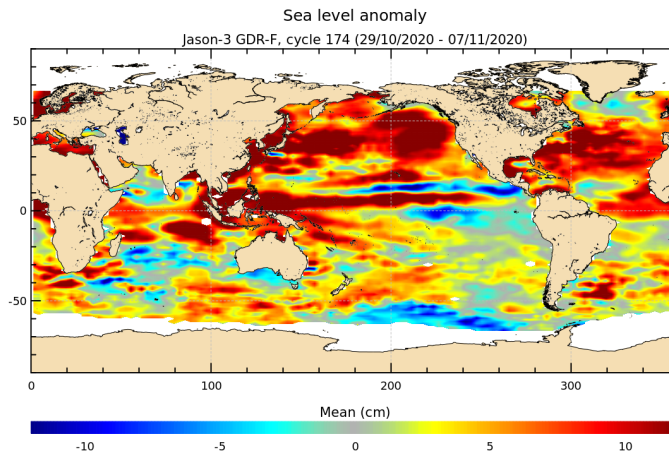 Sea level anomaly
Jason-3 GDR-F, cycle 174 (29/10/2020 - 07/11/2020)
50
0
-50
0 100 200 300
Mean (cm)
-10 -5 0 5 10